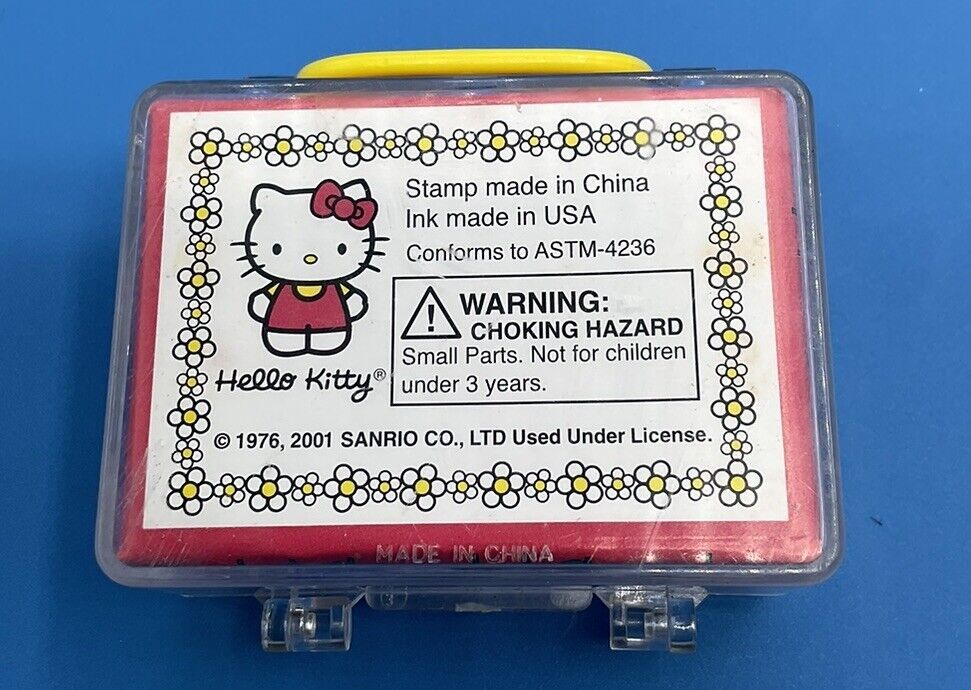 Stamp made in China
Ink made in USA
Conforms to ASTM-4236
WARNING:
CHOKING HAZARD
Small Parts. Not for children
under 3 years.
Hello Kitty®
© 1976, 2001 SANRIO CO., LTD Used Under License.
MADE IN CHINA